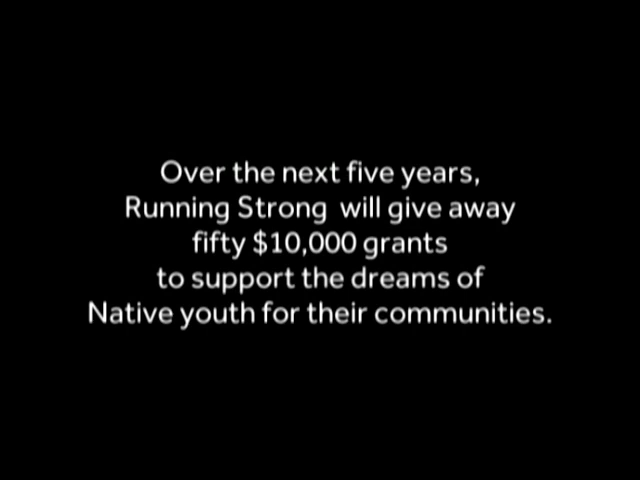 Over the next five years,
Running Strong will give away
fifty $10,000 grants
to support the dreams of
Native youth for their communities.